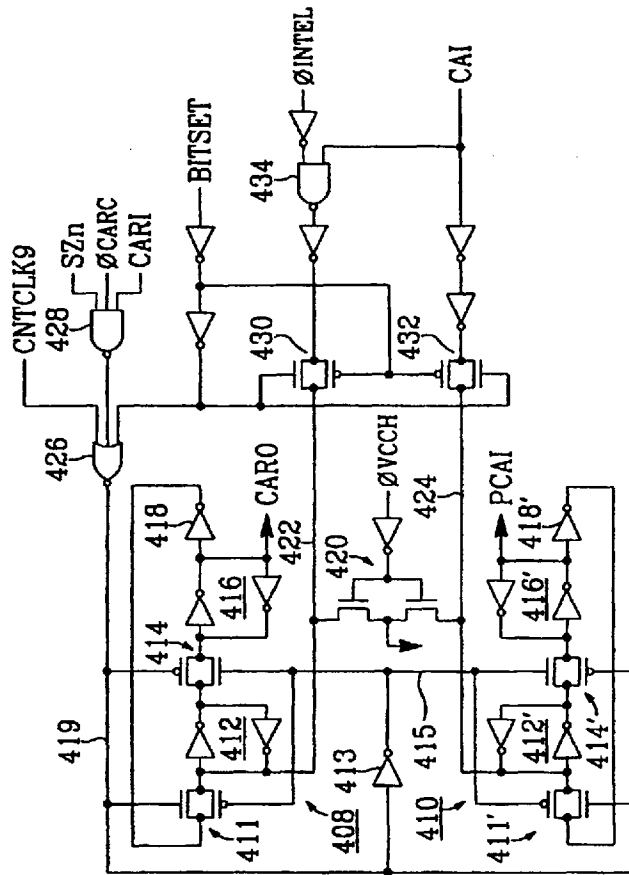 CNTCLK9
SZn
ØCARC
CARI
428
BITSET
ØINTEL
434
CAI
426
430
432
418
CARO
422
ØVCCH
420
424
PCAI
418'
416
414
416'
419
412
413
415
412'
414'
411
408
410
411'